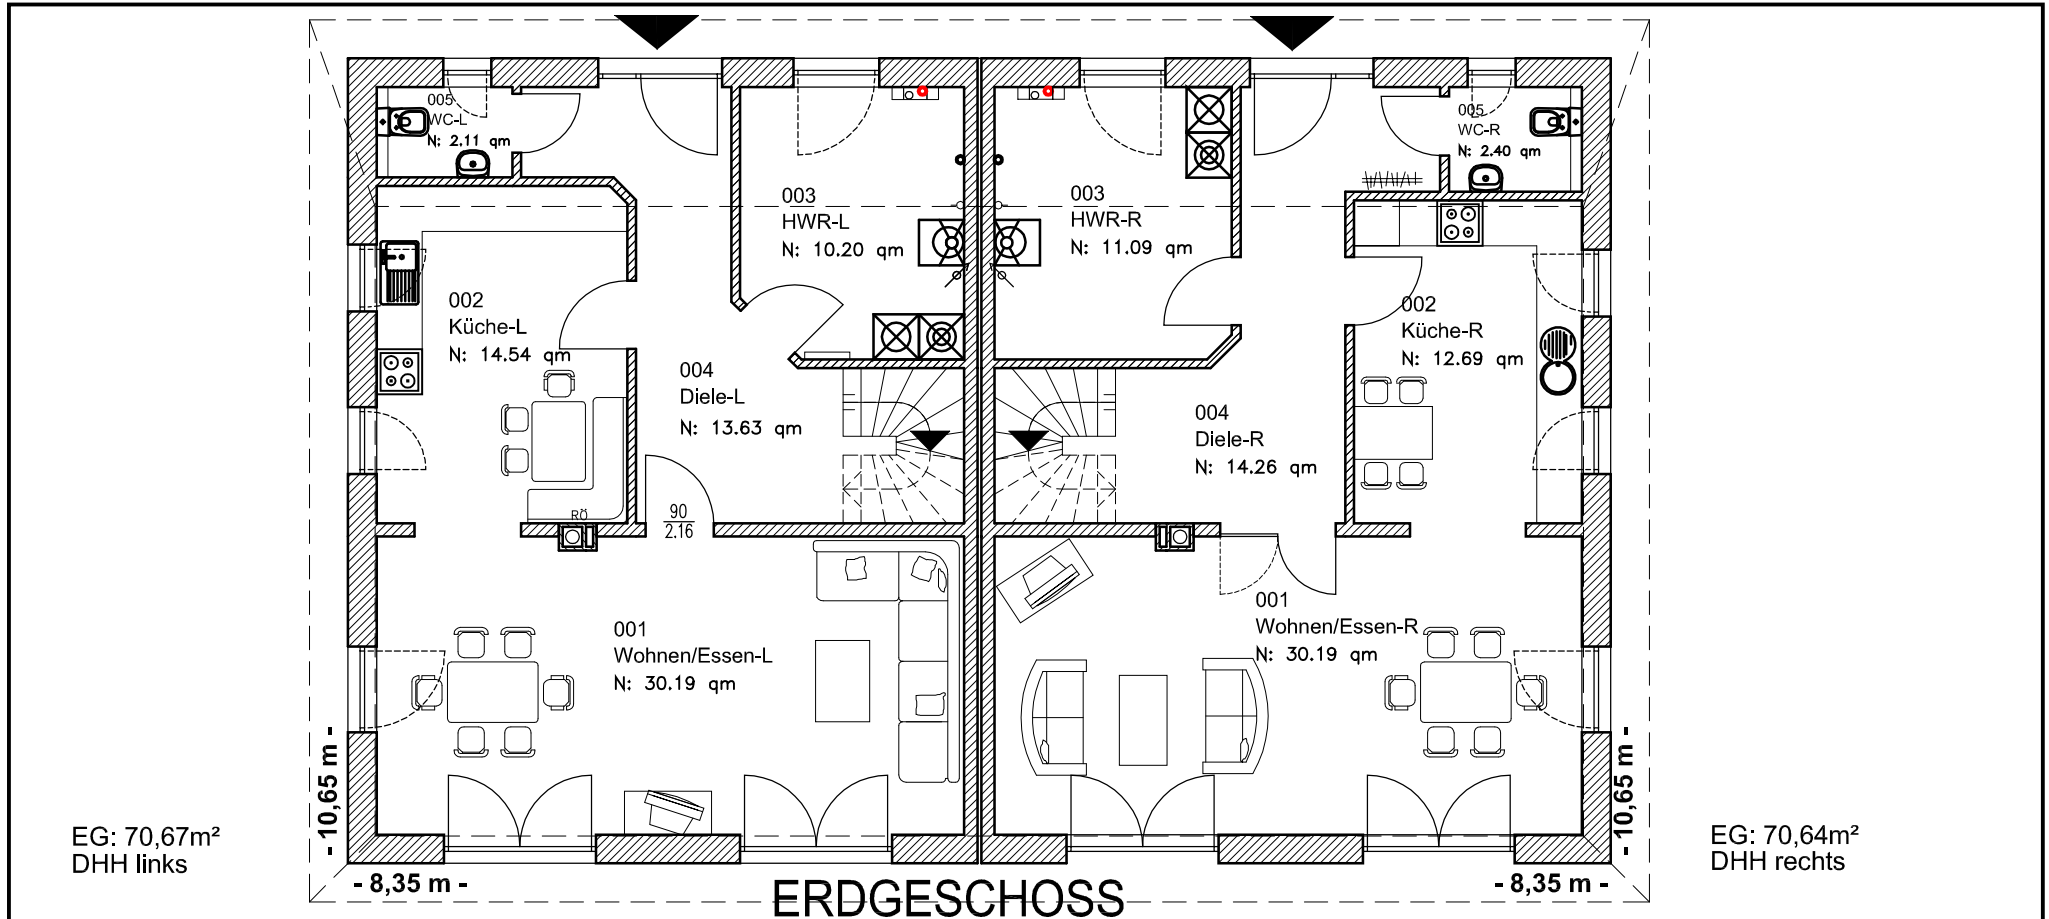 005
WC-L
N: 2.11 qm
003
HWR-L
N: 10.20 qm
003
HWR-R
N: 11.09 qm
005
WC-R
N: 2.40 qm
002
Küche-L
N: 14.54 qm
004
Diele-L
N: 13.63 qm
002
Küche-R
N: 12.69 qm
004
Diele-R
N: 14.26 qm
RÖ
90
2.16
001
Wohnen/Essen-L
N: 30.19 qm
001
Wohnen/Essen-R
N: 30.19 qm
- 10,65 m -
- 10,65 m -
EG: 70,67m²
DHH links
EG: 70,64m²
DHH rechts
- 8,35 m -
ERDGESCHOSS
- 8,35 m -